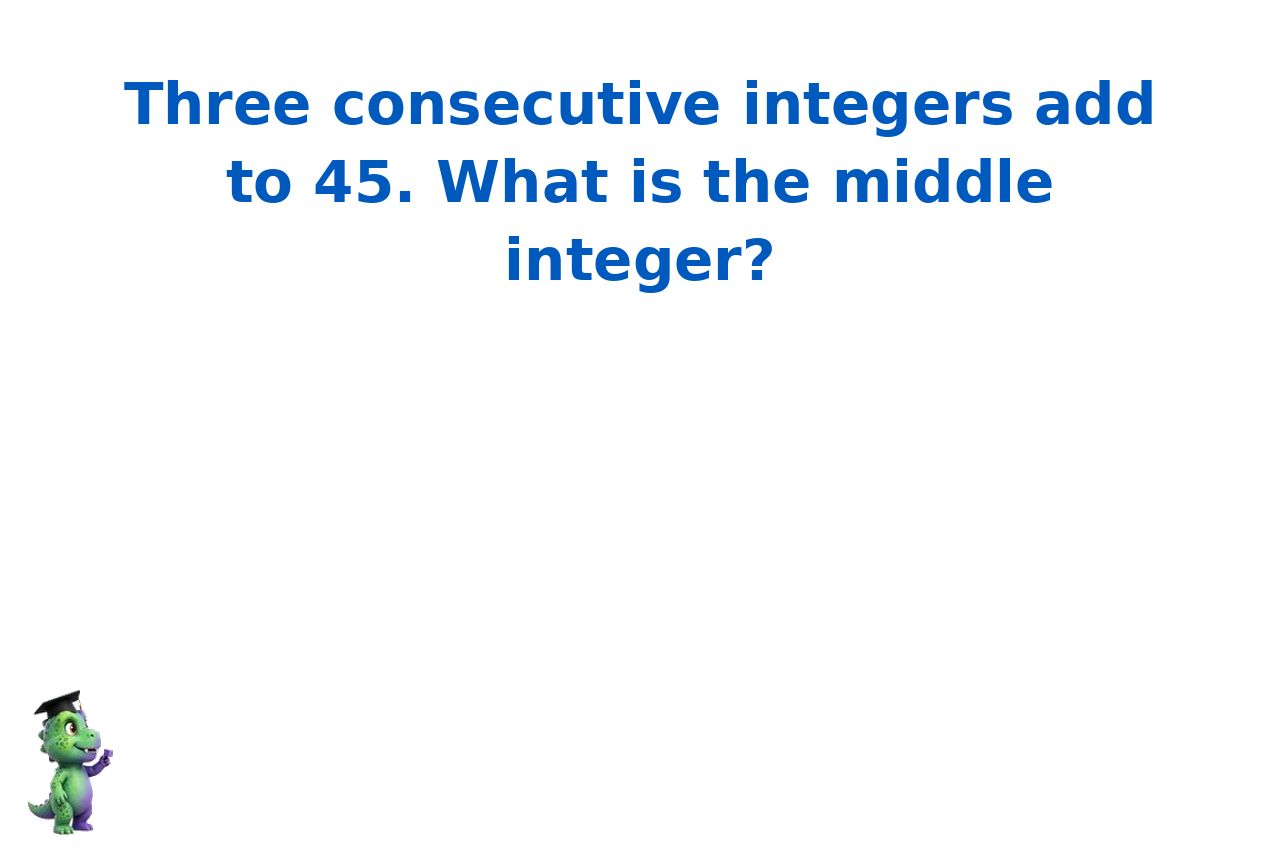 Three consecutive integers add
to 45. What is the middle
integer?